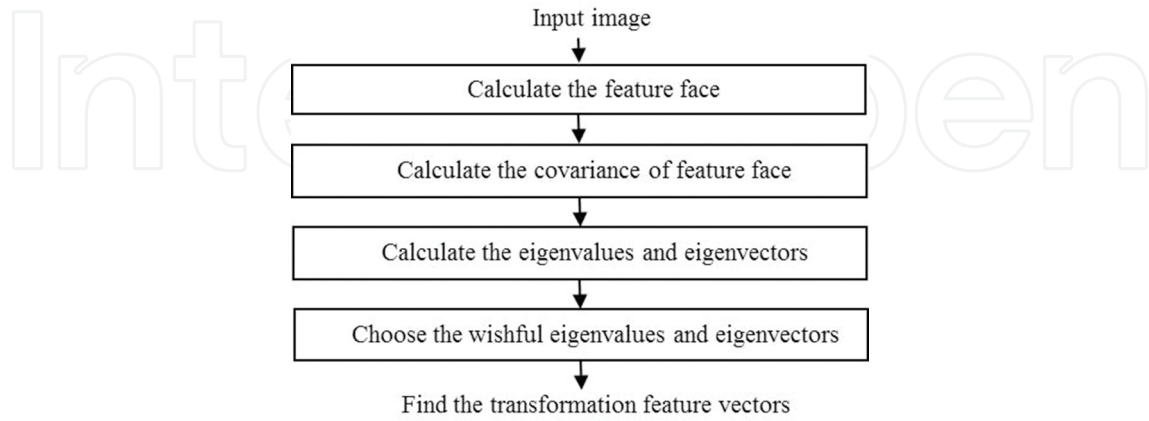 Input image
Calculate the feature face
Calculate the covariance of feature face
Calculate the eigenvalues and eigenvectors
Choose the wishful eigenvalues and eigenvectors
Find the transformation feature vectors